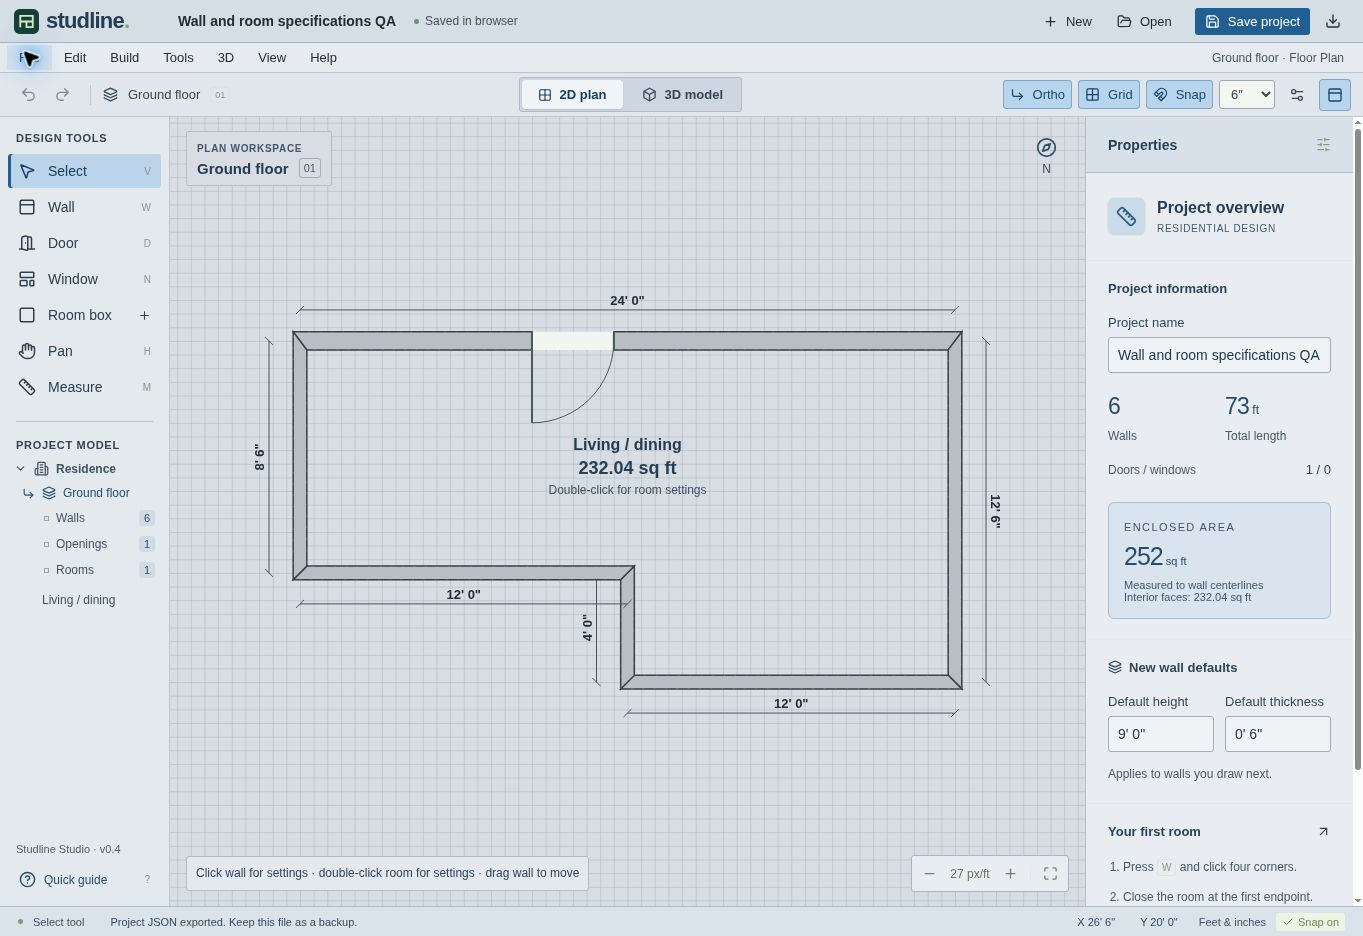 studline.
Wall and room specifications QA
Saved in browser
New
Open
Save project
Edit
Build
Tools
3D
View
Help
Ground floor · Floor Plan
Ground floor
01
2D plan
3D model
Ortho
Grid
Snap
6″
DESIGN TOOLS
Select V
Wall W
Door D
Window N
Room box +
Pan H
Measure M
PROJECT MODEL
Residence
Ground floor
Walls 6
Openings 1
Rooms 1
Living / dining
Studline Studio · v0.4
Quick guide ?
PLAN WORKSPACE
Ground floor 01
N
24' 0"
8' 6"
Living / dining
232.04 sq ft
Double-click for room settings
12' 6"
12' 0"
4' 0"
12' 0"
Click wall for settings · double-click room for settings · drag wall to move
27 px/ft
Properties
Project overview
RESIDENTIAL DESIGN
Project information
Project name
Wall and room specifications QA
6
Walls
73 ft
Total length
Doors / windows 1 / 0
ENCLOSED AREA
252 sq ft
Measured to wall centerlines
Interior faces: 232.04 sq ft
New wall defaults
Default height
9' 0"
Default thickness
0' 6"
Applies to walls you draw next.
Your first room
1. Press W and click four corners.
2. Close the room at the first endpoint.
Select tool
Project JSON exported. Keep this file as a backup.
X 26' 6"
Y 20' 0"
Feet & inches
Snap on